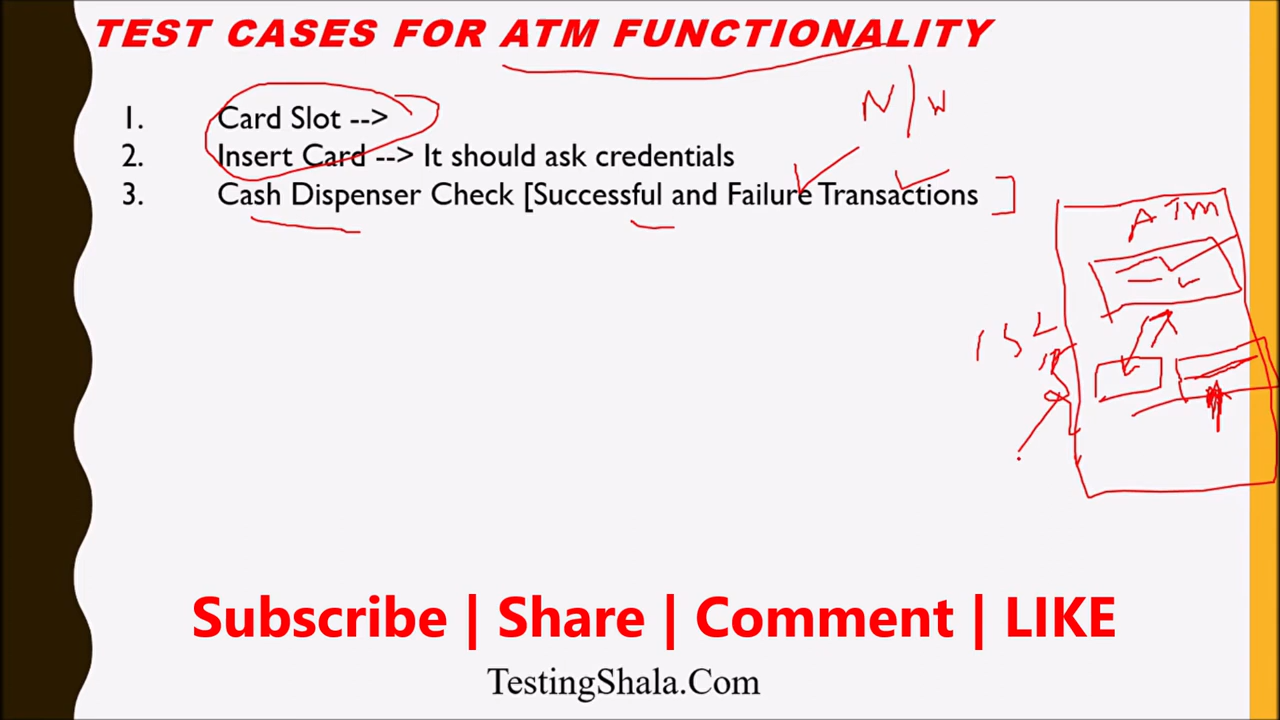 TEST CASES FOR ATM FUNCTIONALITY
N/W
1. Card Slot -->
2. Insert Card --> It should ask credentials
3. Cash Dispenser Check [Successful and Failure Transactions ]
ATM
Subscribe | Share | Comment | LIKE
TestingShala.Com